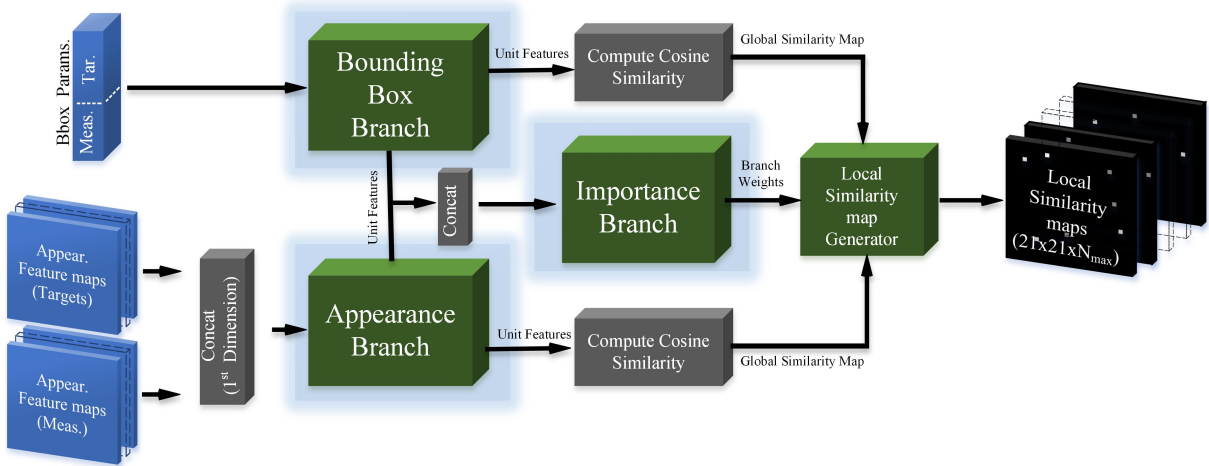 Bbox Params.
Tar.
Meas.
Bounding
Box
Branch
Unit Features
Compute Cosine
Similarity
Global Similarity Map
Unit Features
Concat
Importance
Branch
Branch
Weights
Local
Similarity
map
Generator
Local
Similarity
maps
(21x21xNmax)
Appear.
Feature maps
(Targets)
Appear.
Feature maps
(Meas.)
Concat
(1st Dimension)
Appearance
Branch
Unit Features
Compute Cosine
Similarity
Global Similarity Map